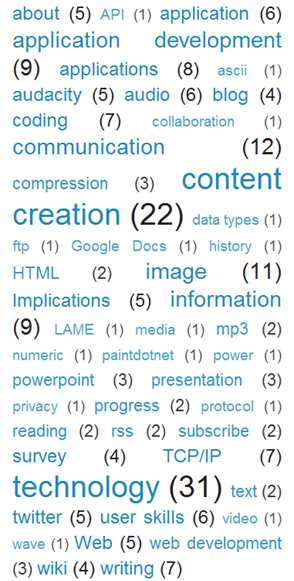 about (5) API (1) application (6)
application development
(9) applications (8) ascii (1)
audacity (5) audio (6) blog (4)
coding (7) collaboration (1)
communication (12)
compression (3) content
creation (22) data types (1)
ftp (1) Google Docs (1) history (1)
HTML (2) image (11)
Implications (5) information
(9) LAME (1) media (1) mp3 (2)
numeric (1) paintdotnet (1) power (1)
powerpoint (3) presentation (3)
privacy (1) progress (2) protocol (1)
reading (2) rss (2) subscribe (2)
survey (4) TCP/IP (7)
technology (31) text (2)
twitter (5) user skills (6) video (1)
wave (1) Web (5) web development
(3) wiki (4) writing (7)